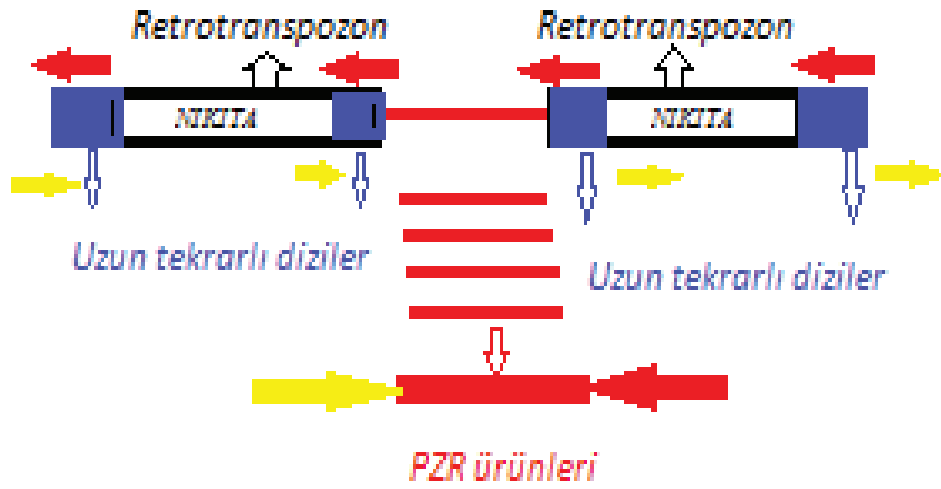 Retrotranspozon
Retrotranspozon
NIKITA
NIKITA
Uzun tekrarlı diziler
Uzun tekrarlı diziler
PZR ürünleri